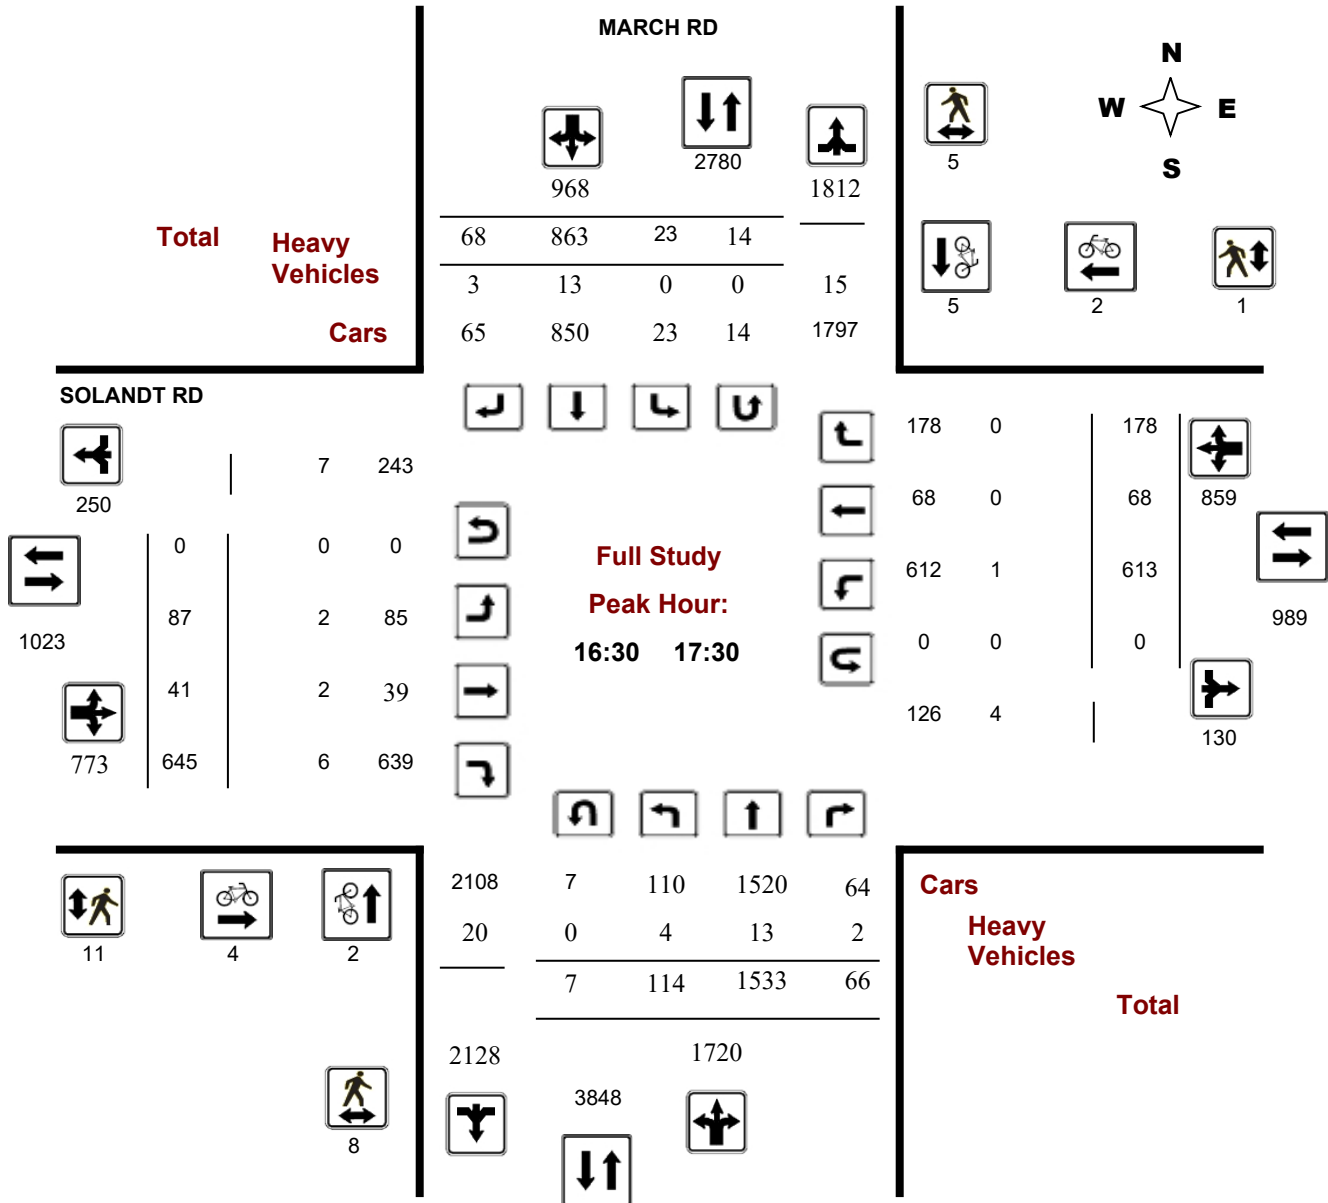 MARCH RD
N
W E
S
2780
5
968
1812
Total Heavy Vehicles
68 863 23 14
3 13 0 0 15
Cars
65 850 23 14 1797
5 2 1
SOLANDT RD
178 0 178
7 243
250
68 0 68 859
0 0 0
Full Study
Peak Hour:
16:30 17:30
612 1 613
87 2 85
1023
989
0 0 0
41 2 39
126 4
130
773 645 6 639
2108 7 110 1520 64
Cars
20 0 4 13 2
Heavy
Vehicles
11 4 2
7 114 1533 66
Total
2128 1720
3848
8